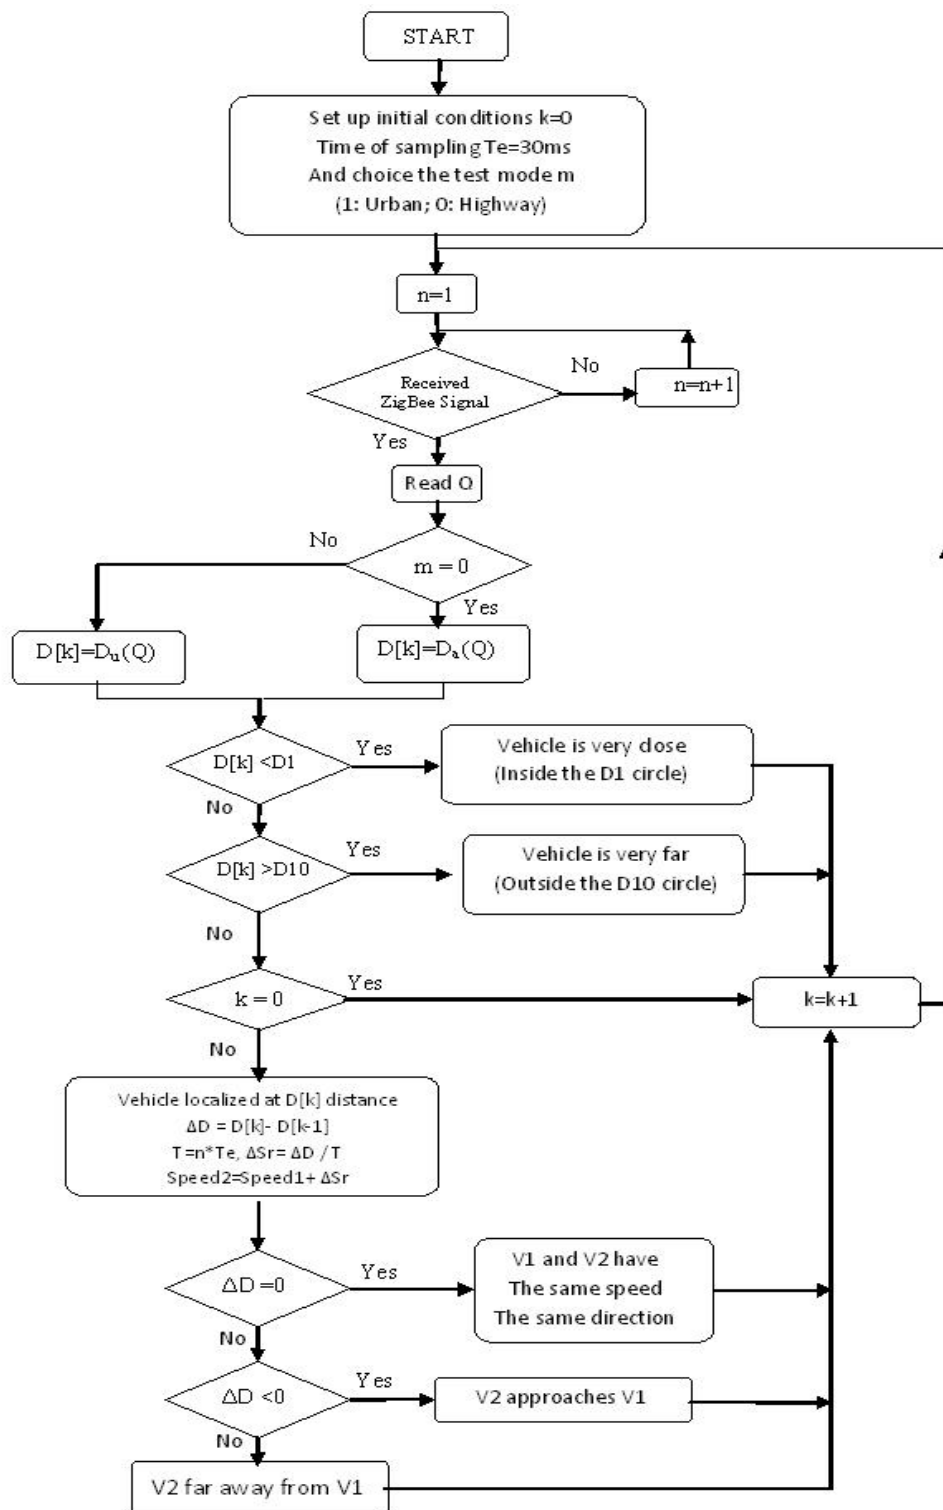 START
Set up initial conditions k=0
Time of sampling Te=30ms
And choice the test mode m
(1: Urban; 0: Highway)
n=1
Received
ZigBee Signal
No
n=n+1
Yes
Read Q
No
m = 0
Yes
D[k]=Dᵤ(Q)
D[k]=Dₐ(Q)
D[k] <D1
Yes
Vehicle is very close
(Inside the D1 circle)
No
D[k] >D10
Yes
Vehicle is very far
(Outside the D10 circle)
No
k = 0
Yes
k=k+1
No
Vehicle localized at D[k] distance
ΔD = D[k]- D[k-1]
T=n*Te, ΔSr= ΔD / T
Speed2=Speed1+ ΔSr
ΔD =0
Yes
V1 and V2 have
The same speed
The same direction
No
ΔD <0
Yes
V2 approaches V1
No
V2 far away from V1